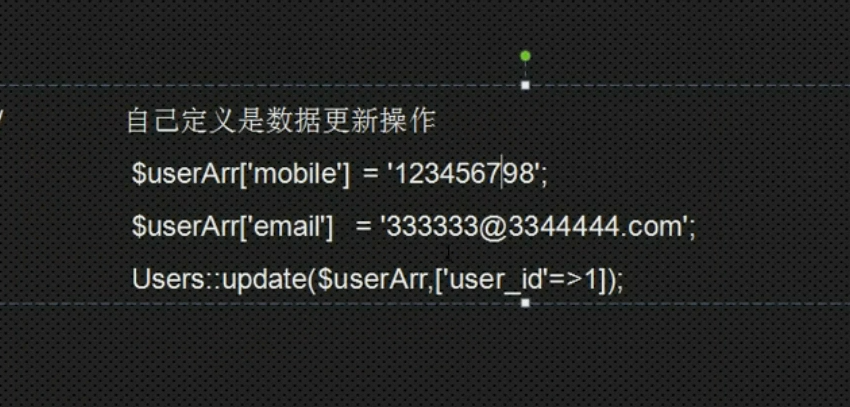 自己定义是数据更新操作
$userArr['mobile'] = '123456798';
$userArr['email'] = '333333@3344444.com';
Users::update($userArr,['user_id'=>1]);